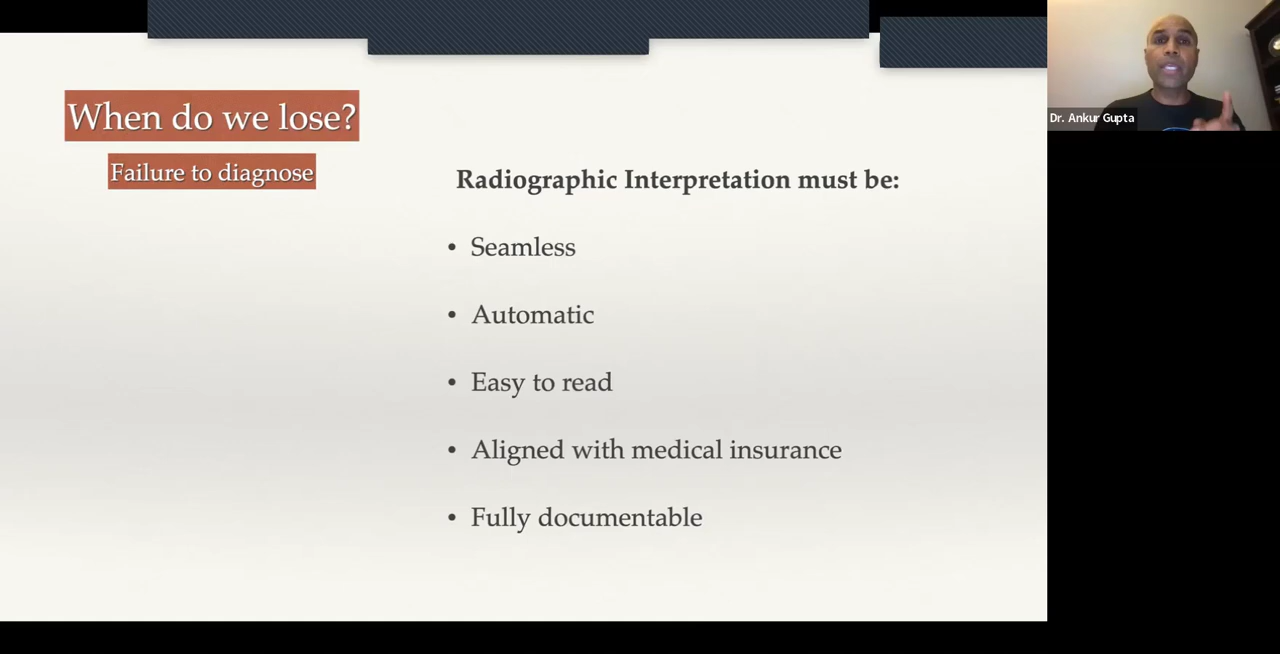 When do we lose?
Failure to diagnose
Radiographic Interpretation must be:
• Seamless
• Automatic
• Easy to read
• Aligned with medical insurance
• Fully documentable
Dr. Ankur Gupta